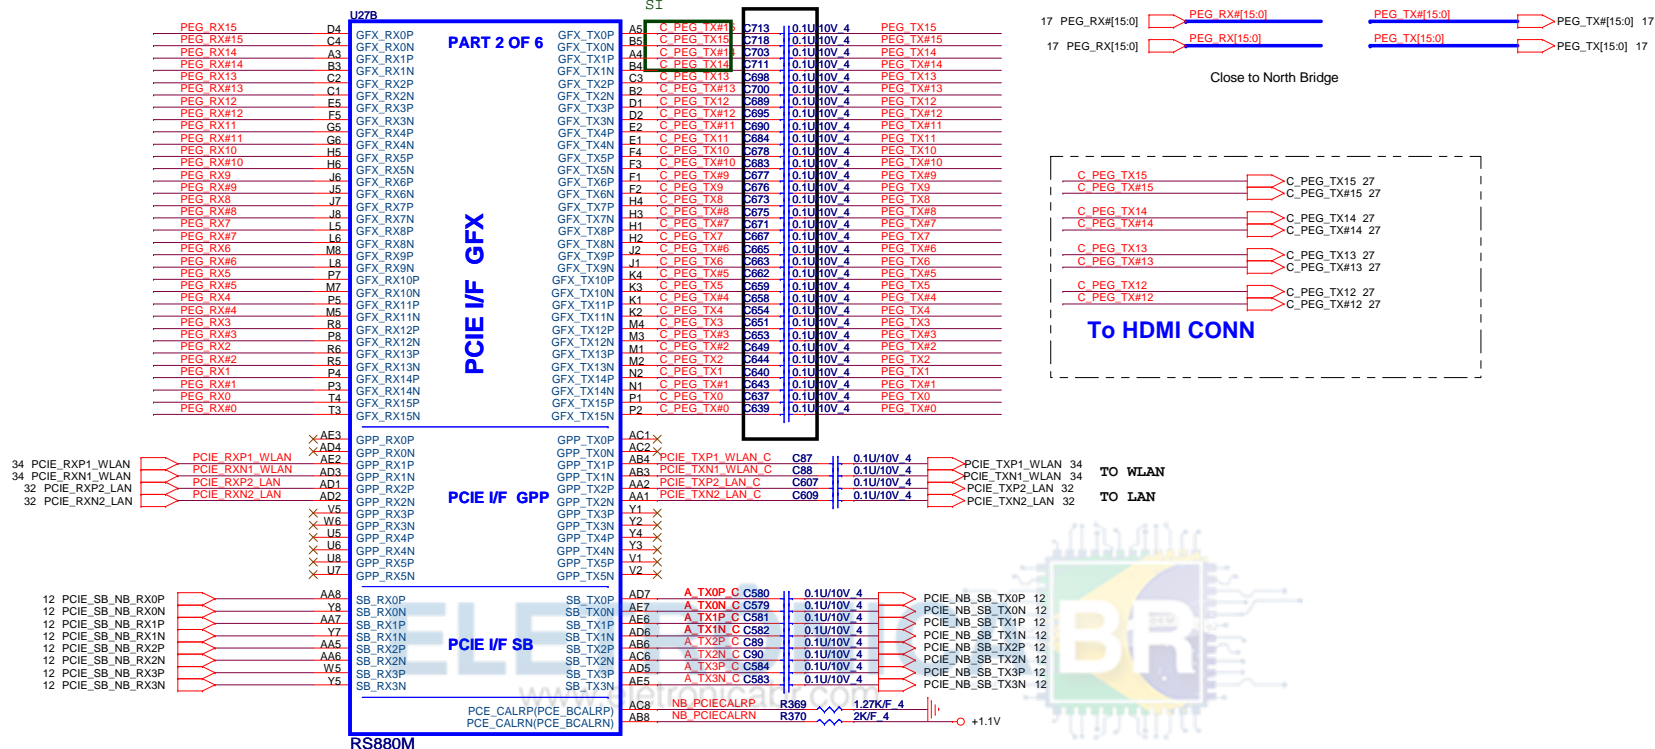 SI
U27B
PART 2 OF 6
PCIE I/F GFX
PEG_RX15 D4 GFX_RX0P GFX_TX0P A5 C_PEG_TX#15 C713 0.1U/10V_4 PEG_TX15
PEG_RX#15 C4 GFX_RX0N GFX_TX0N B5 C_PEG_TX15 C718 0.1U/10V_4 PEG_TX#15
PEG_RX14 A3 GFX_RX1P GFX_TX1P A4 C_PEG_TX#14 C703 0.1U/10V_4 PEG_TX14
PEG_RX#14 B3 GFX_RX1N GFX_TX1N B4 C_PEG_TX14 C711 0.1U/10V_4 PEG_TX#14
PEG_RX13 C2 GFX_RX2P GFX_TX2P C3 C_PEG_TX13 C698 0.1U/10V_4 PEG_TX13
PEG_RX#13 C1 GFX_RX2N GFX_TX2N B2 C_PEG_TX#13 C700 0.1U/10V_4 PEG_TX#13
PEG_RX12 E5 GFX_RX3P GFX_TX3P D1 C_PEG_TX12 C689 0.1U/10V_4 PEG_TX12
PEG_RX#12 F5 GFX_RX3N GFX_TX3N D2 C_PEG_TX#12 C695 0.1U/10V_4 PEG_TX#12
PEG_RX11 G5 GFX_RX4P GFX_TX4P E2 C_PEG_TX#11 C690 0.1U/10V_4 PEG_TX#11
PEG_RX#11 G6 GFX_RX4N GFX_TX4N E1 C_PEG_TX11 C684 0.1U/10V_4 PEG_TX11
PEG_RX10 H5 GFX_RX5P GFX_TX5P F4 C_PEG_TX10 C678 0.1U/10V_4 PEG_TX10
PEG_RX#10 H6 GFX_RX5N GFX_TX5N F3 C_PEG_TX#10 C683 0.1U/10V_4 PEG_TX#10
PEG_RX9 J6 GFX_RX6P GFX_TX6P F1 C_PEG_TX#9 C677 0.1U/10V_4 PEG_TX#9
PEG_RX#9 J5 GFX_RX6N GFX_TX6N F2 C_PEG_TX9 C676 0.1U/10V_4 PEG_TX9
PEG_RX8 J7 GFX_RX7P GFX_TX7P H4 C_PEG_TX8 C673 0.1U/10V_4 PEG_TX8
PEG_RX#8 J8 GFX_RX7N GFX_TX7N H3 C_PEG_TX#8 C675 0.1U/10V_4 PEG_TX#8
PEG_RX7 L5 GFX_RX8P GFX_TX8P H1 C_PEG_TX#7 C671 0.1U/10V_4 PEG_TX#7
PEG_RX#7 L6 GFX_RX8N GFX_TX8N H2 C_PEG_TX7 C667 0.1U/10V_4 PEG_TX7
PEG_RX6 M8 GFX_RX9P GFX_TX9P J2 C_PEG_TX#6 C665 0.1U/10V_4 PEG_TX#6
PEG_RX#6 L8 GFX_RX9N GFX_TX9N J1 C_PEG_TX6 C663 0.1U/10V_4 PEG_TX6
PEG_RX5 P7 GFX_RX10P GFX_TX10P K4 C_PEG_TX#5 C662 0.1U/10V_4 PEG_TX#5
PEG_RX#5 M7 GFX_RX10N GFX_TX10N K3 C_PEG_TX5 C659 0.1U/10V_4 PEG_TX5
PEG_RX4 P5 GFX_RX11P GFX_TX11P K1 C_PEG_TX#4 C658 0.1U/10V_4 PEG_TX#4
PEG_RX#4 M5 GFX_RX11N GFX_TX11N K2 C_PEG_TX4 C654 0.1U/10V_4 PEG_TX4
PEG_RX3 R8 GFX_RX12P GFX_TX12P M4 C_PEG_TX3 C651 0.1U/10V_4 PEG_TX3
PEG_RX#3 P8 GFX_RX12N GFX_TX12N M3 C_PEG_TX#3 C653 0.1U/10V_4 PEG_TX#3
PEG_RX2 R6 GFX_RX13P GFX_TX13P M1 C_PEG_TX#2 C649 0.1U/10V_4 PEG_TX#2
PEG_RX#2 R5 GFX_RX13N GFX_TX13N M2 C_PEG_TX2 C644 0.1U/10V_4 PEG_TX2
PEG_RX1 P4 GFX_RX14P GFX_TX14P N2 C_PEG_TX1 C640 0.1U/10V_4 PEG_TX1
PEG_RX#1 P3 GFX_RX14N GFX_TX14N N1 C_PEG_TX#1 C643 0.1U/10V_4 PEG_TX#1
PEG_RX0 T4 GFX_RX15P GFX_TX15P P1 C_PEG_TX0 C637 0.1U/10V_4 PEG_TX0
PEG_RX#0 T3 GFX_RX15N GFX_TX15N P2 C_PEG_TX#0 C639 0.1U/10V_4 PEG_TX#0
PCIE I/F GPP
AE3 GPP_RX0P GPP_TX0P AC1
AD4 GPP_RX0N GPP_TX0N AC2
34 PCIE_RXP1_WLAN PCIE_RXP1_WLAN AE2 GPP_RX1P GPP_TX1P AB4 PCIE_TXP1_WLAN_C C87 0.1U/10V_4 PCIE_TXP1_WLAN 34
34 PCIE_RXN1_WLAN PCIE_RXN1_WLAN AD3 GPP_RX1N GPP_TX1N AB3 PCIE_TXN1_WLAN_C C88 0.1U/10V_4 PCIE_TXN1_WLAN 34
TO WLAN
32 PCIE_RXP2_LAN PCIE_RXP2_LAN AD1 GPP_RX2P GPP_TX2P AA2 PCIE_TXP2_LAN_C C607 0.1U/10V_4 PCIE_TXP2_LAN 32
32 PCIE_RXN2_LAN PCIE_RXN2_LAN AD2 GPP_RX2N GPP_TX2N AA1 PCIE_TXN2_LAN_C C609 0.1U/10V_4 PCIE_TXN2_LAN 32
TO LAN
V5 GPP_RX3P GPP_TX3P Y1
W6 GPP_RX3N GPP_TX3N Y2
U5 GPP_RX4P GPP_TX4P Y4
U6 GPP_RX4N GPP_TX4N Y3
U8 GPP_RX5P GPP_TX5P V1
U7 GPP_RX5N GPP_TX5N V2
PCIE I/F SB
12 PCIE_SB_NB_RX0P AA8 SB_RX0P SB_TX0P AD7 A_TX0P_C C580 0.1U/10V_4 PCIE_NB_SB_TX0P 12
12 PCIE_SB_NB_RX0N Y8 SB_RX0N SB_TX0N AE7 A_TX0N_C C579 0.1U/10V_4 PCIE_NB_SB_TX0N 12
12 PCIE_SB_NB_RX1P AA7 SB_RX1P SB_TX1P AE6 A_TX1P_C C581 0.1U/10V_4 PCIE_NB_SB_TX1P 12
12 PCIE_SB_NB_RX1N Y7 SB_RX1N SB_TX1N AD6 A_TX1N_C C582 0.1U/10V_4 PCIE_NB_SB_TX1N 12
12 PCIE_SB_NB_RX2P AA5 SB_RX2P SB_TX2P AB6 A_TX2P_C C89 0.1U/10V_4 PCIE_NB_SB_TX2P 12
12 PCIE_SB_NB_RX2N AA6 SB_RX2N SB_TX2N AC6 A_TX2N_C C90 0.1U/10V_4 PCIE_NB_SB_TX2N 12
12 PCIE_SB_NB_RX3P W5 SB_RX3P SB_TX3P AD5 A_TX3P_C C584 0.1U/10V_4 PCIE_NB_SB_TX3P 12
12 PCIE_SB_NB_RX3N Y5 SB_RX3N SB_TX3N AE5 A_TX3N_C C583 0.1U/10V_4 PCIE_NB_SB_TX3N 12
PCE_CALRP(PCE_BCALRP) AC8 NB_PCIECALRP R369 1.27K/F_4
PCE_CALRN(PCE_BCALRN) AB8 NB_PCIECALRN R370 2K/F_4 +1.1V
RS880M
17 PEG_RX#[15:0] PEG_RX#[15:0] PEG_TX#[15:0] PEG_TX#[15:0] 17
17 PEG_RX[15:0] PEG_RX[15:0] PEG_TX[15:0] PEG_TX[15:0] 17
Close to North Bridge
C_PEG_TX15 C_PEG_TX15 27
C_PEG_TX#15 C_PEG_TX#15 27
C_PEG_TX14 C_PEG_TX14 27
C_PEG_TX#14 C_PEG_TX#14 27
C_PEG_TX13 C_PEG_TX13 27
C_PEG_TX#13 C_PEG_TX#13 27
C_PEG_TX12 C_PEG_TX12 27
C_PEG_TX#12 C_PEG_TX#12 27
To HDMI CONN
ELETRÔNICA BR
www.eletronicabr.com